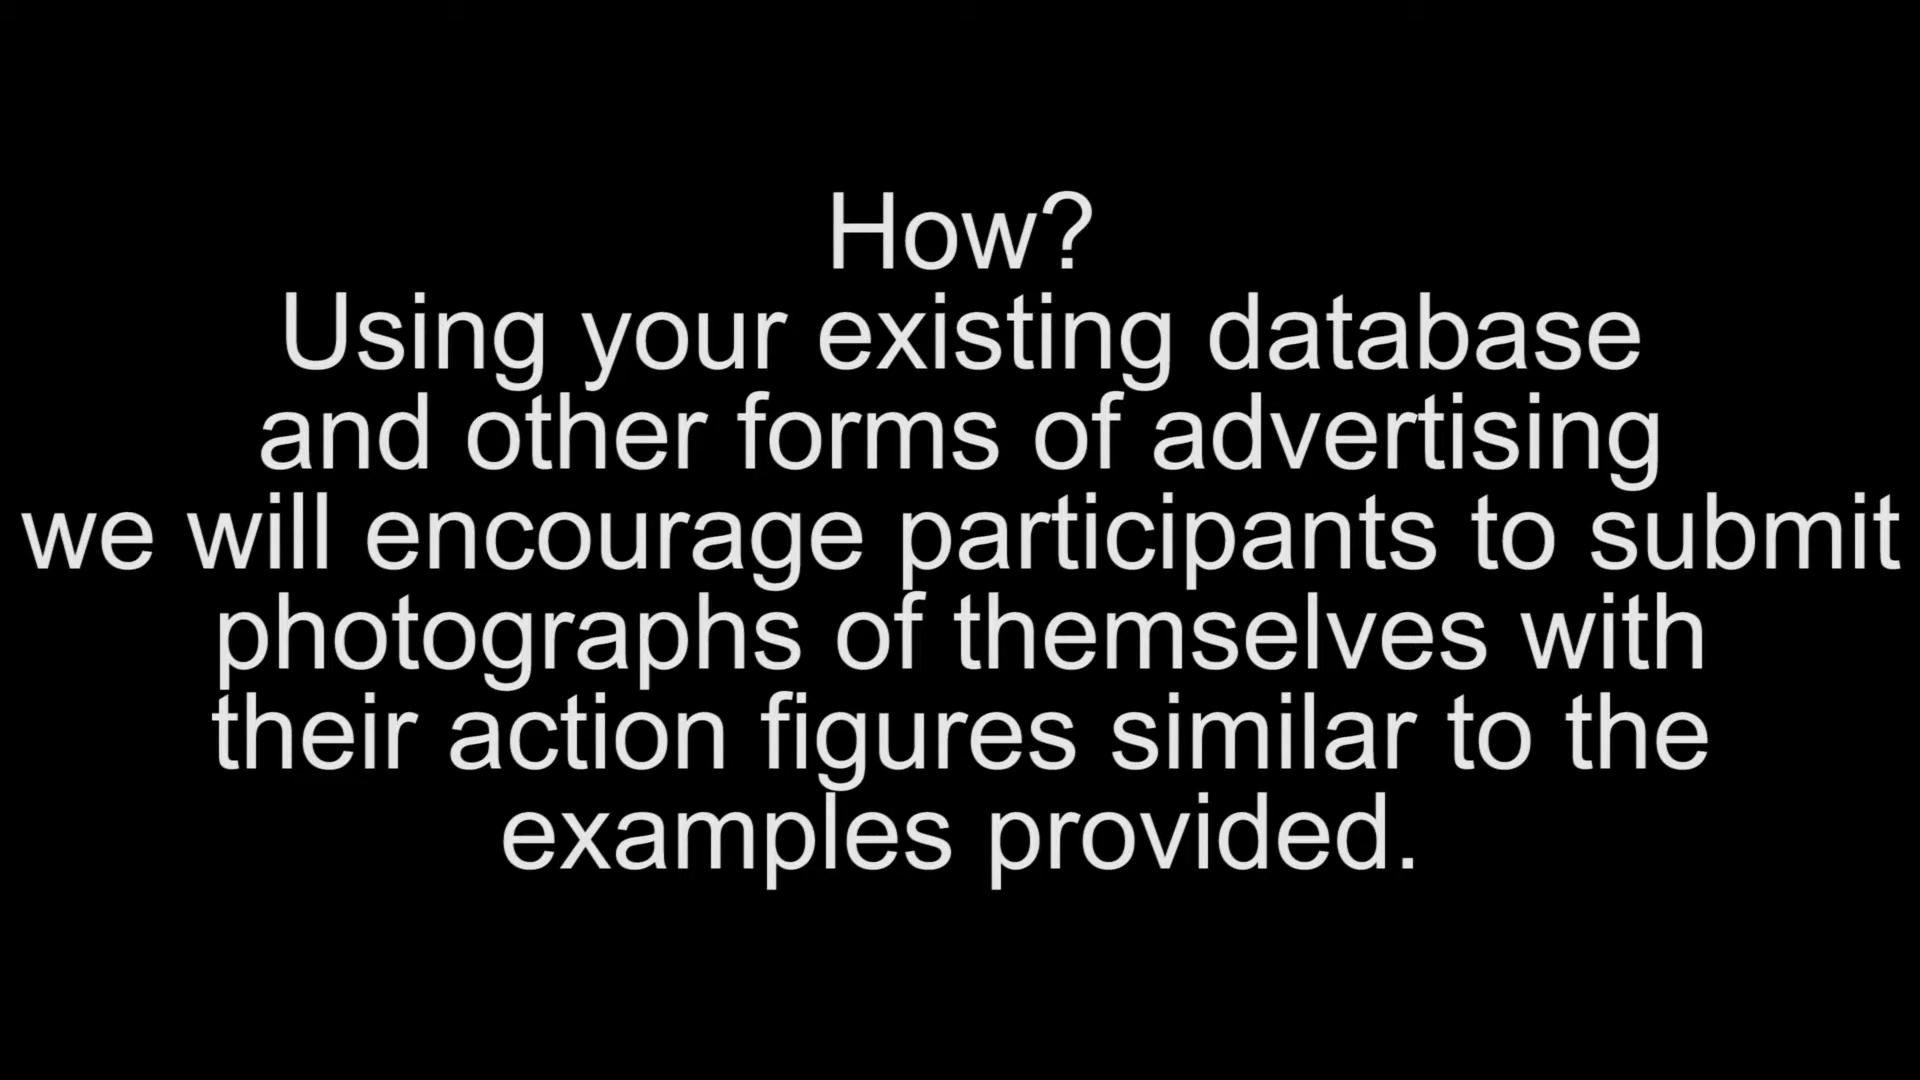 How?
Using your existing database
and other forms of advertising
we will encourage participants to submit
photographs of themselves with
their action figures similar to the
examples provided.